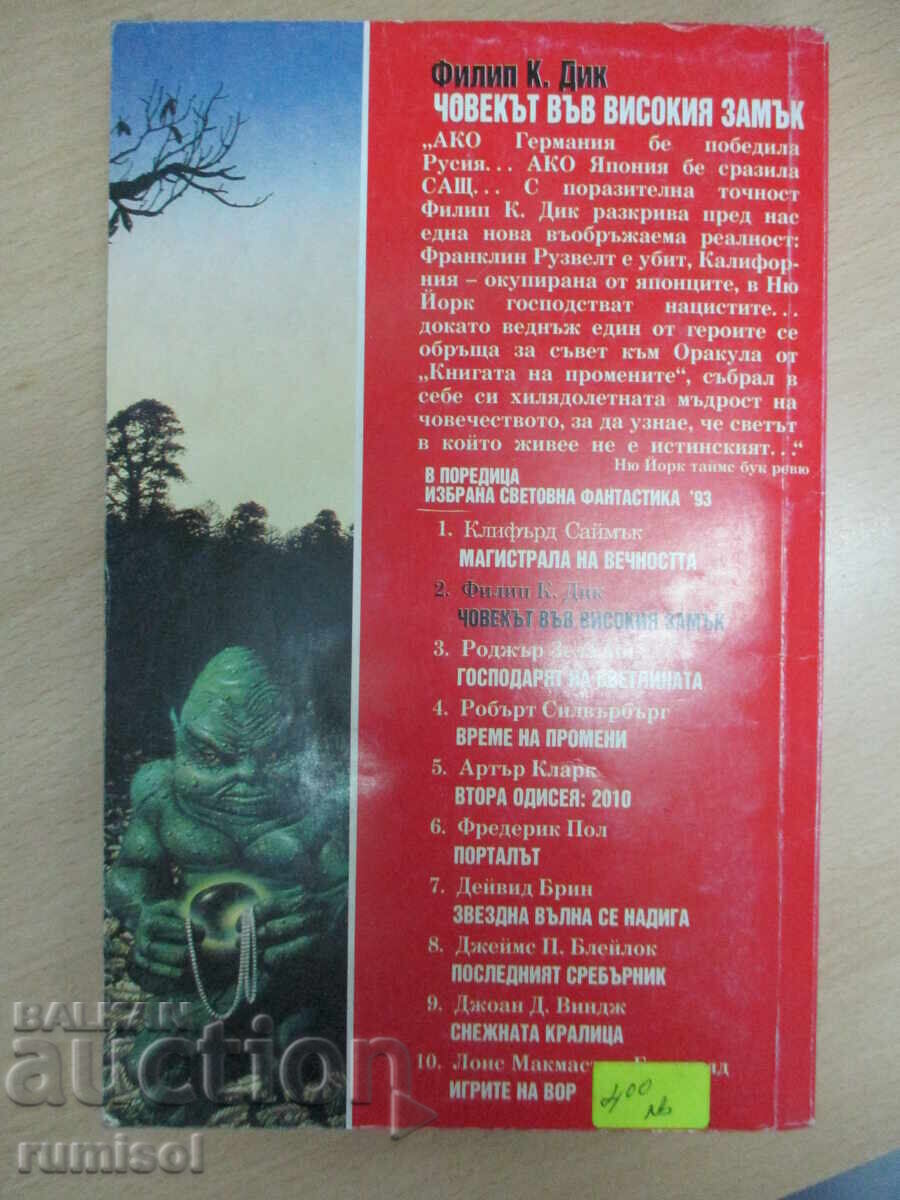 Филип К. Дик
ЧОВЕКЪТ ВЪВ ВИСОКИЯ ЗАМЪК
„АКО Германия бе победила
Русия... АКО Япония бе сразила
САЩ... С поразителна точност
Филип К. Дик разкрива пред нас
една нова въобръжаема реалност:
Франклин Рузвелт е убит, Калифор-
ния – окупирана от японците, в Ню
Йорк господстват нацистите...
докато веднъж един от героите се
обръща за съвет към Оракула от
„Книгата на промените“, събрал в
себе си хилядолетната мъдрост на
човечеството, за да узнае, че светът
в който живее не е истинският...“
Ню Йорк таймс бук ревю
В ПОРЕДИЦА
ИЗБРАНА СВЕТОВНА ФАНТАСТИКА '93
1. Клифърд Саймък
МАГИСТРАЛА НА ВЕЧНОСТТА
2. Филип К. Дик
ЧОВЕКЪТ ВЪВ ВИСОКИЯ ЗАМЪК
3. Роджър
ГОСПОДАРЯТ НА СВЕТЛИНАТА
4. Робърт Силвърбърг
ВРЕМЕ НА ПРОМЕНИ
5. Артър Кларк
ВТОРА ОДИСЕЯ: 2010
6. Фредерик Пол
ПОРТАЛЪТ
7. Дейвид Брин
ЗВЕЗДНА ВЪЛНА СЕ НАДИГА
8. Джеймс П. Блейлок
ПОСЛЕДНИЯТ СРЕБЪРНИК
9. Джоан Д. Виндж
СНЕЖНАТА КРАЛИЦА
10. Лоис
ИГРИТЕ НА ВОР
400
лв
BALKAN
auction
rumisol